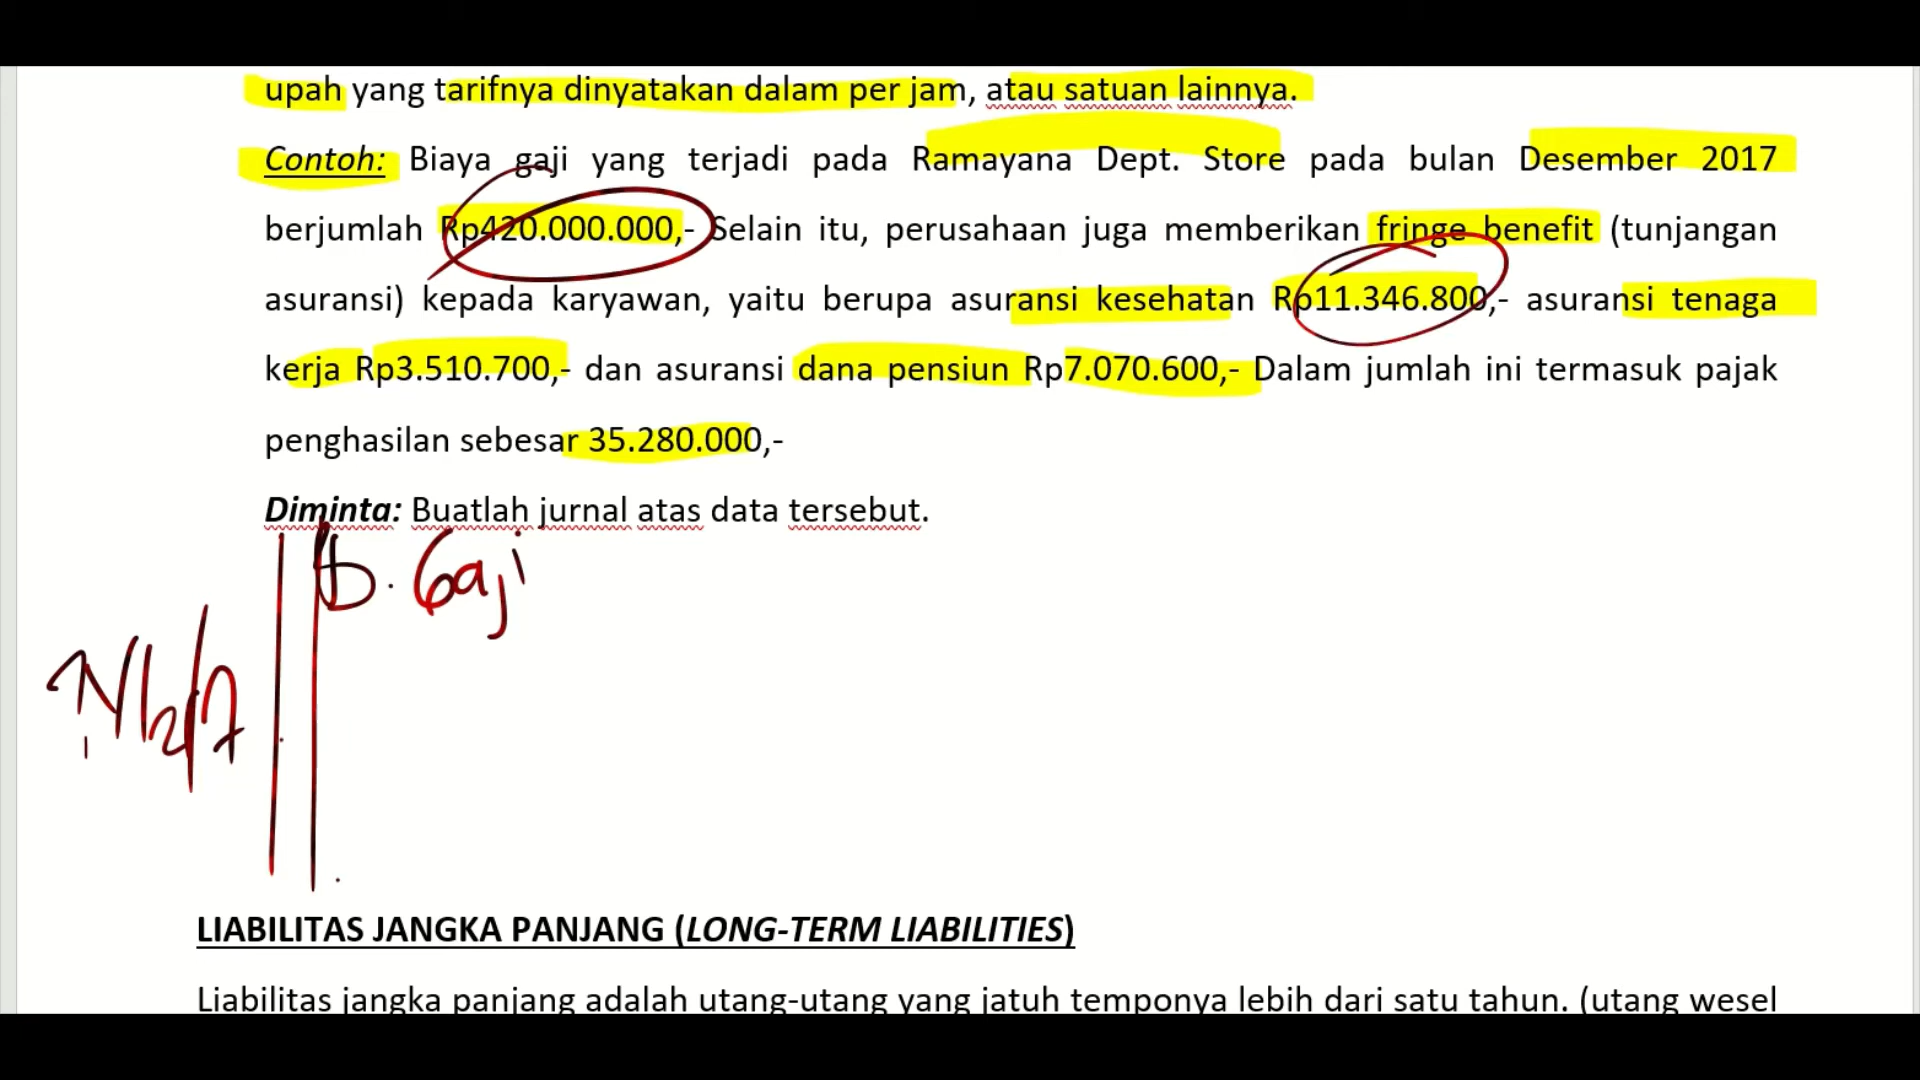 upah yang tarifnya dinyatakan dalam per jam, atau satuan lainnya.
Contoh: Biaya gaji yang terjadi pada Ramayana Dept. Store pada bulan Desember 2017
berjumlah Rp420.000.000,- Selain itu, perusahaan juga memberikan fringe benefit (tunjangan
asuransi) kepada karyawan, yaitu berupa asuransi kesehatan Rp11.346.800,- asuransi tenaga
kerja Rp3.510.700,- dan asuransi dana pensiun Rp7.070.600,- Dalam jumlah ini termasuk pajak
penghasilan sebesar 35.280.000,-
Diminta: Buatlah jurnal atas data tersebut.
b. Gaji
LIABILITAS JANGKA PANJANG (LONG-TERM LIABILITIES)
Liabilitas jangka panjang adalah utang-utang yang jatuh temponya lebih dari satu tahun. (utang wesel